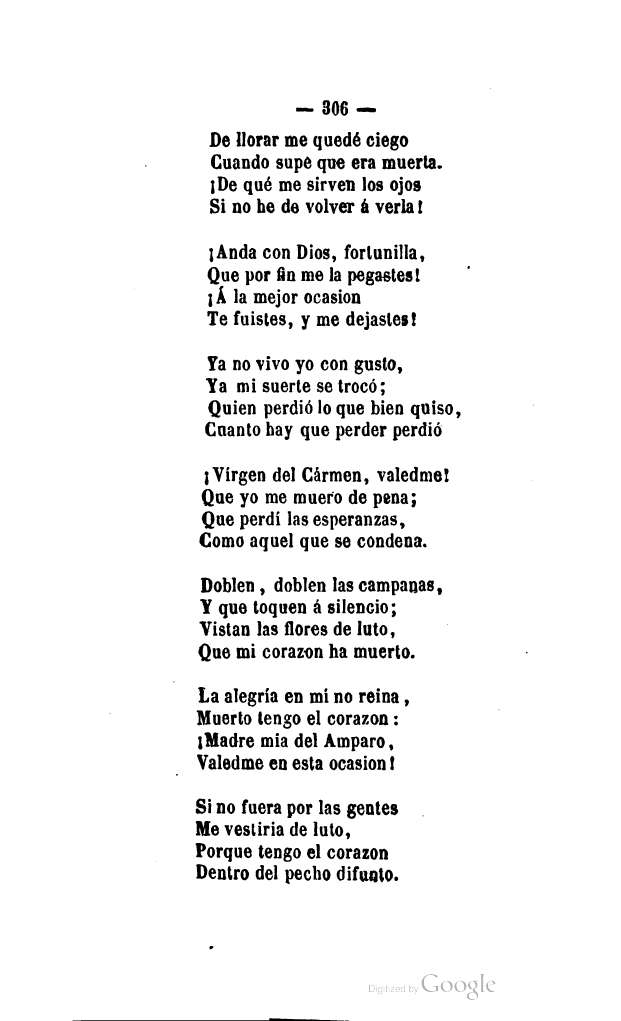 — 306 —
De llorar me quedé ciego
Cuando supe que era muerta.
¡De qué me sirven los ojos
Si no he de volver á verla!
¡Anda con Dios, fortunilla,
Que por fin me la pegastes!
¡Á la mejor ocasion
Te fuistes, y me dejastes!
Ya no vivo yo con gusto,
Ya mi suerte se trocó;
Quien perdió lo que bien quiso,
Cuanto hay que perder perdió
¡Vírgen del Cármen, valedme!
Que yo me muero de pena;
Que perdí las esperanzas,
Como aquel que se condena.
Doblen, doblen las campanas,
Y que toquen á silencio;
Vistan las flores de luto,
Que mi corazon ha muerto.
La alegría en mi no reina,
Muerto tengo el corazon:
¡Madre mia del Amparo,
Valedme en esta ocasion!
Si no fuera por las gentes
Me vestiria de luto,
Porque tengo el corazon
Dentro del pecho difunto.
Digitized by Google